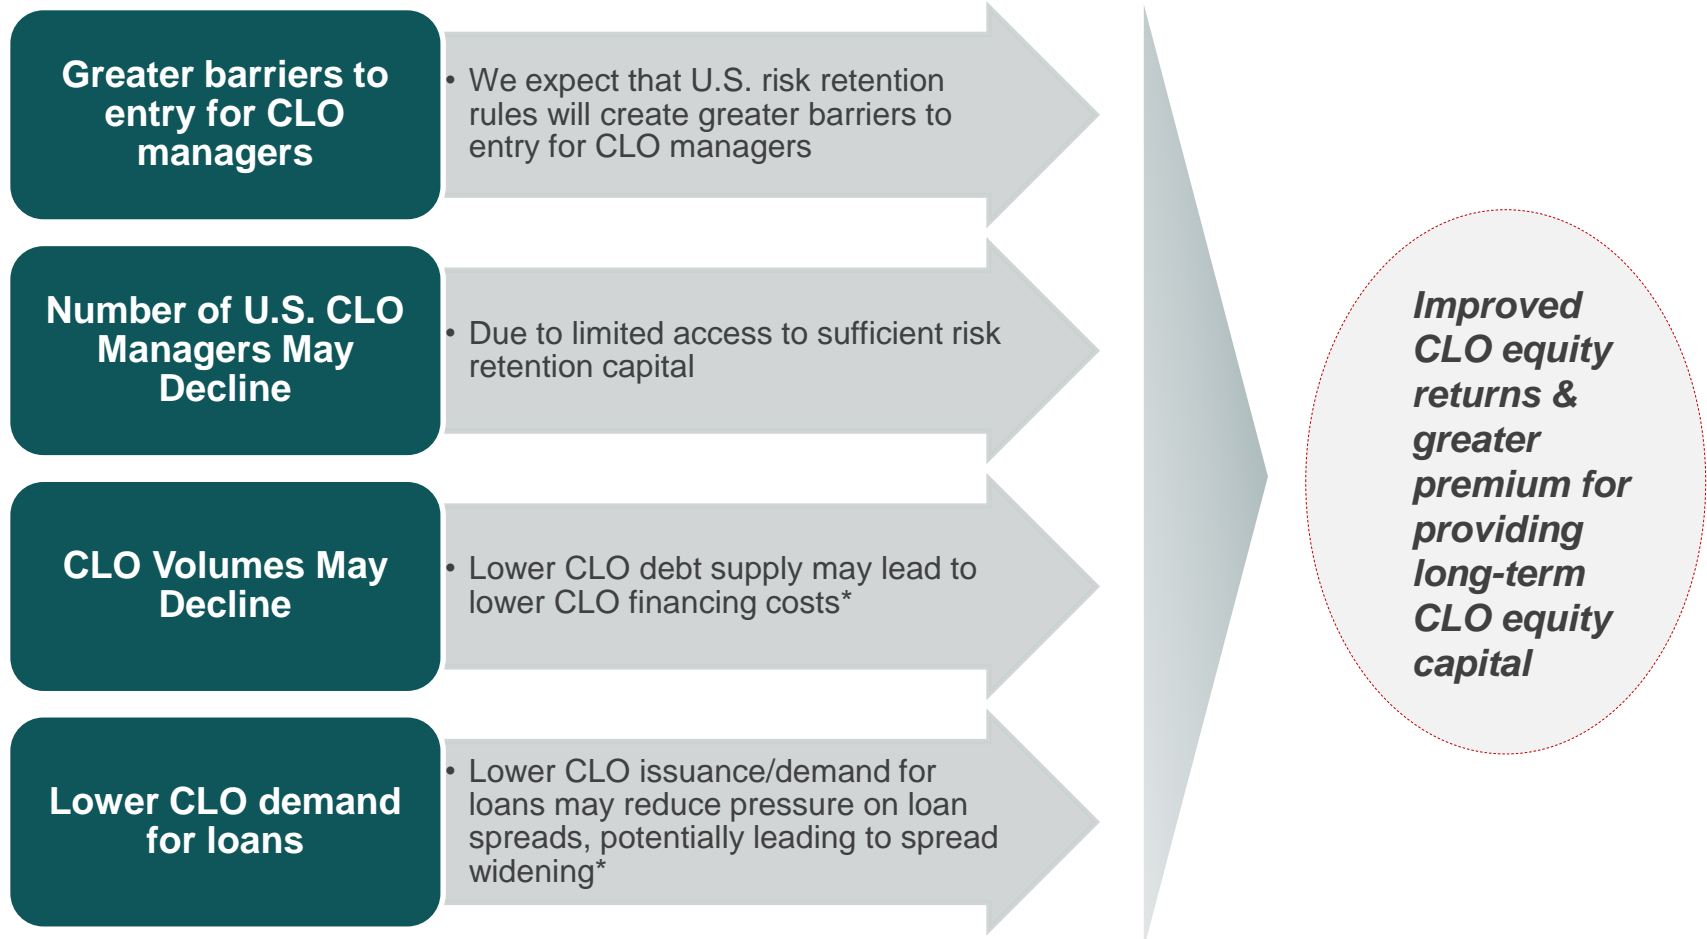 Greater barriers to
entry for CLO
managers
• We expect that U.S. risk retention
rules will create greater barriers to
entry for CLO managers
Number of U.S. CLO
Managers May
Decline
• Due to limited access to sufficient risk
retention capital
CLO Volumes May
Decline
• Lower CLO debt supply may lead to
lower CLO financing costs*
Lower CLO demand
for loans
• Lower CLO issuance/demand for
loans may reduce pressure on loan
spreads, potentially leading to spread
widening*
Improved
CLO equity
returns &
greater
premium for
providing
long-term
CLO equity
capital